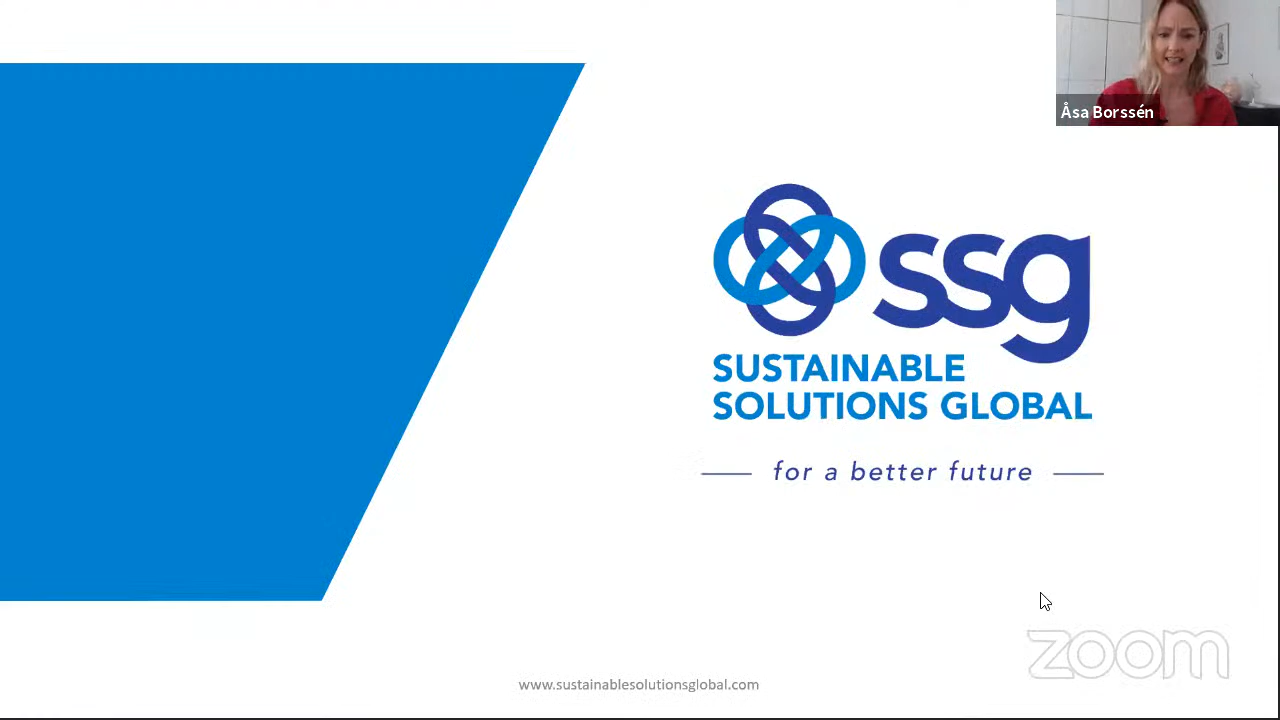 Åsa Borssén
ssg
SUSTAINABLE
SOLUTIONS GLOBAL
for a better future
zoom
www.sustainablesolutionsglobal.com